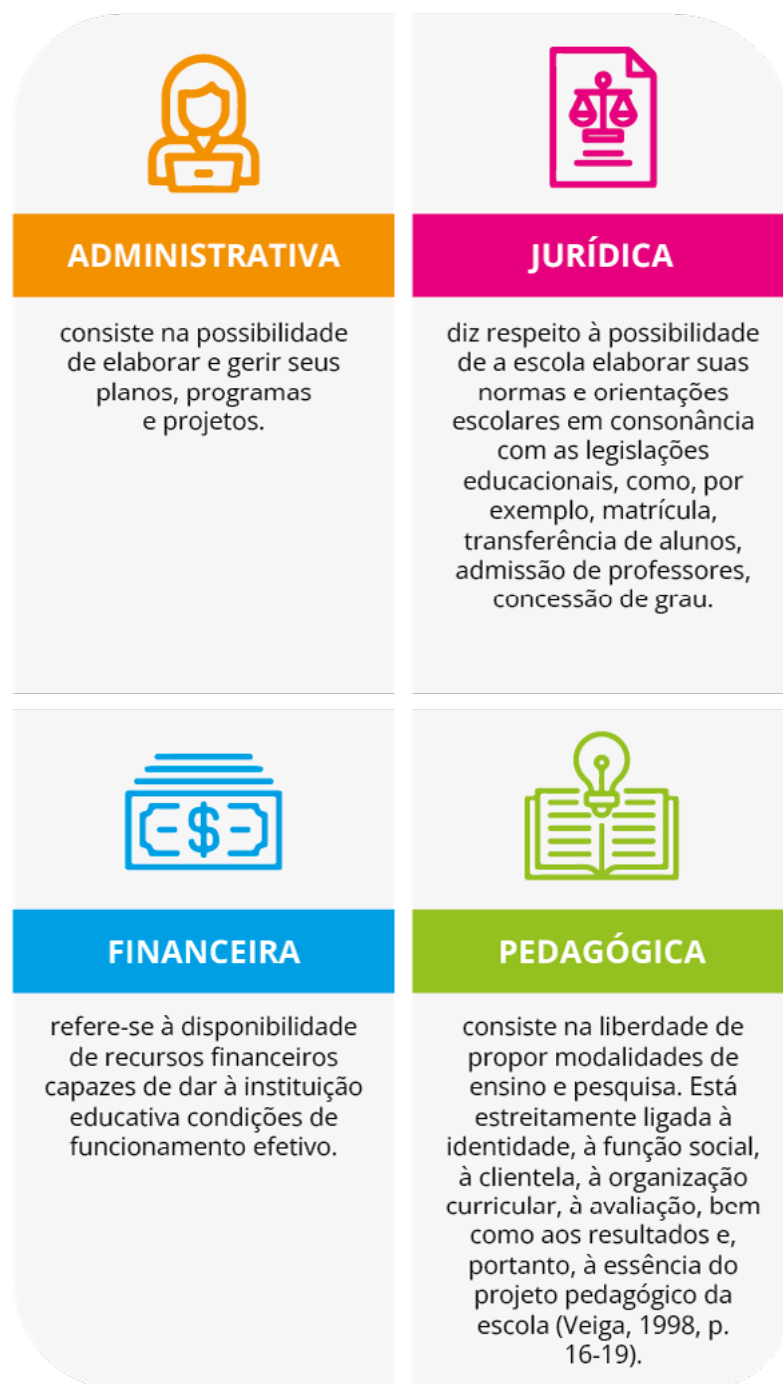 ADMINISTRATIVA
consiste na possibilidade
de elaborar e gerir seus
planos, programas
e projetos.
JURÍDICA
diz respeito à possibilidade
de a escola elaborar suas
normas e orientações
escolares em consonância
com as legislações
educacionais, como, por
exemplo, matrícula,
transferência de alunos,
admissão de professores,
concessão de grau.
$
FINANCEIRA
refere-se à disponibilidade
de recursos financeiros
capazes de dar à instituição
educativa condições de
funcionamento efetivo.
PEDAGÓGICA
consiste na liberdade de
propor modalidades de
ensino e pesquisa. Está
estreitamente ligada à
identidade, à função social,
à clientela, à organização
curricular, à avaliação, bem
como aos resultados e,
portanto, à essência do
projeto pedagógico da
escola (Veiga, 1998, p.
16-19).